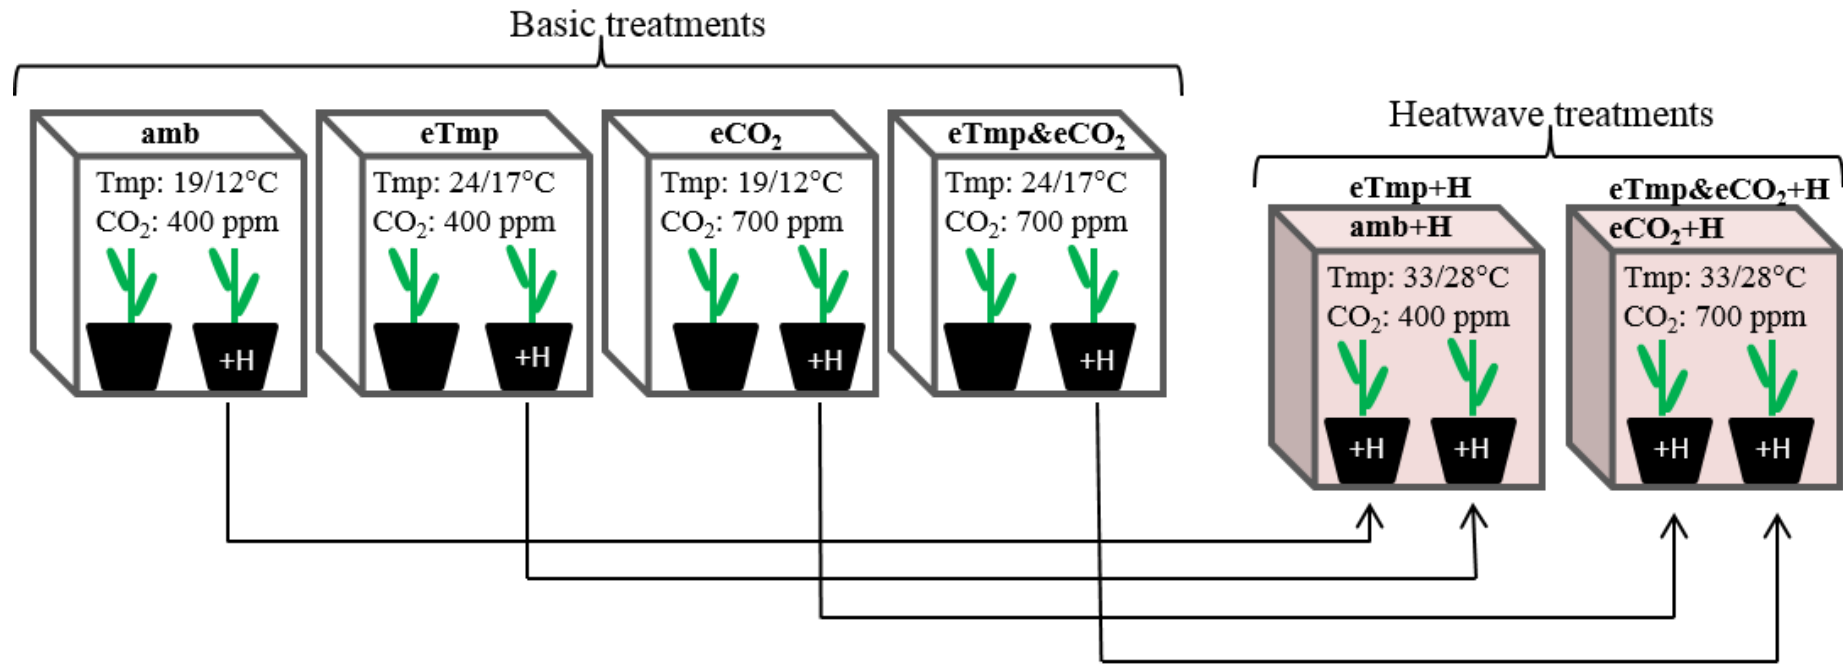 Basic treatments
amb
Tmp: 19/12°C
CO₂: 400 ppm
+H
eTmp
Tmp: 24/17°C
CO₂: 400 ppm
+H
eCO₂
Tmp: 19/12°C
CO₂: 700 ppm
+H
eTmp&eCO₂
Tmp: 24/17°C
CO₂: 700 ppm
+H
Heatwave treatments
eTmp+H
amb+H
Tmp: 33/28°C
CO₂: 400 ppm
+H
+H
eTmp&eCO₂+H
eCO₂+H
Tmp: 33/28°C
CO₂: 700 ppm
+H
+H